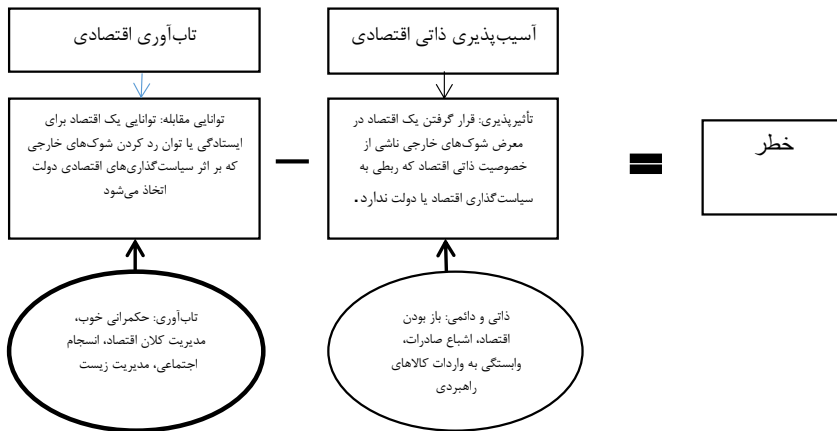 خطر
آسیب‌پذیری ذاتی اقتصادی
تأثیرپذیری: قرار گرفتن یک اقتصاد در
معرض شوک‌های خارجی ناشی از
خصوصیت ذاتی اقتصاد که ربطی به
سیاست‌گذاری اقتصاد یا دولت ندارد.
ذاتی و دائمی: باز بودن
اقتصاد، اشباع صادرات،
وابستگی به واردات کالاهای
راهبردی
تاب‌آوری اقتصادی
توانایی مقابله: توانایی یک اقتصاد برای
ایستادگی یا توان رد کردن شوک‌های خارجی
که بر اثر سیاست‌گذاری‌های اقتصادی دولت
اتخاذ می‌شود
تاب‌آوری: حکمرانی خوب،
مدیریت کلان اقتصاد، انسجام
اجتماعی، مدیریت زیست